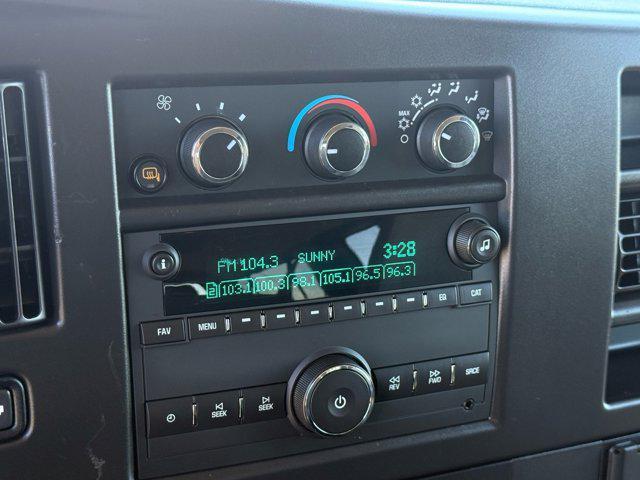 MAX
FM 104.3 SUNNY 3:28
2 103.1 100.3 98.1 105.1 96.5 96.3
FAV MENU EQ CAT
SEEK SEEK REV FWD SRCE